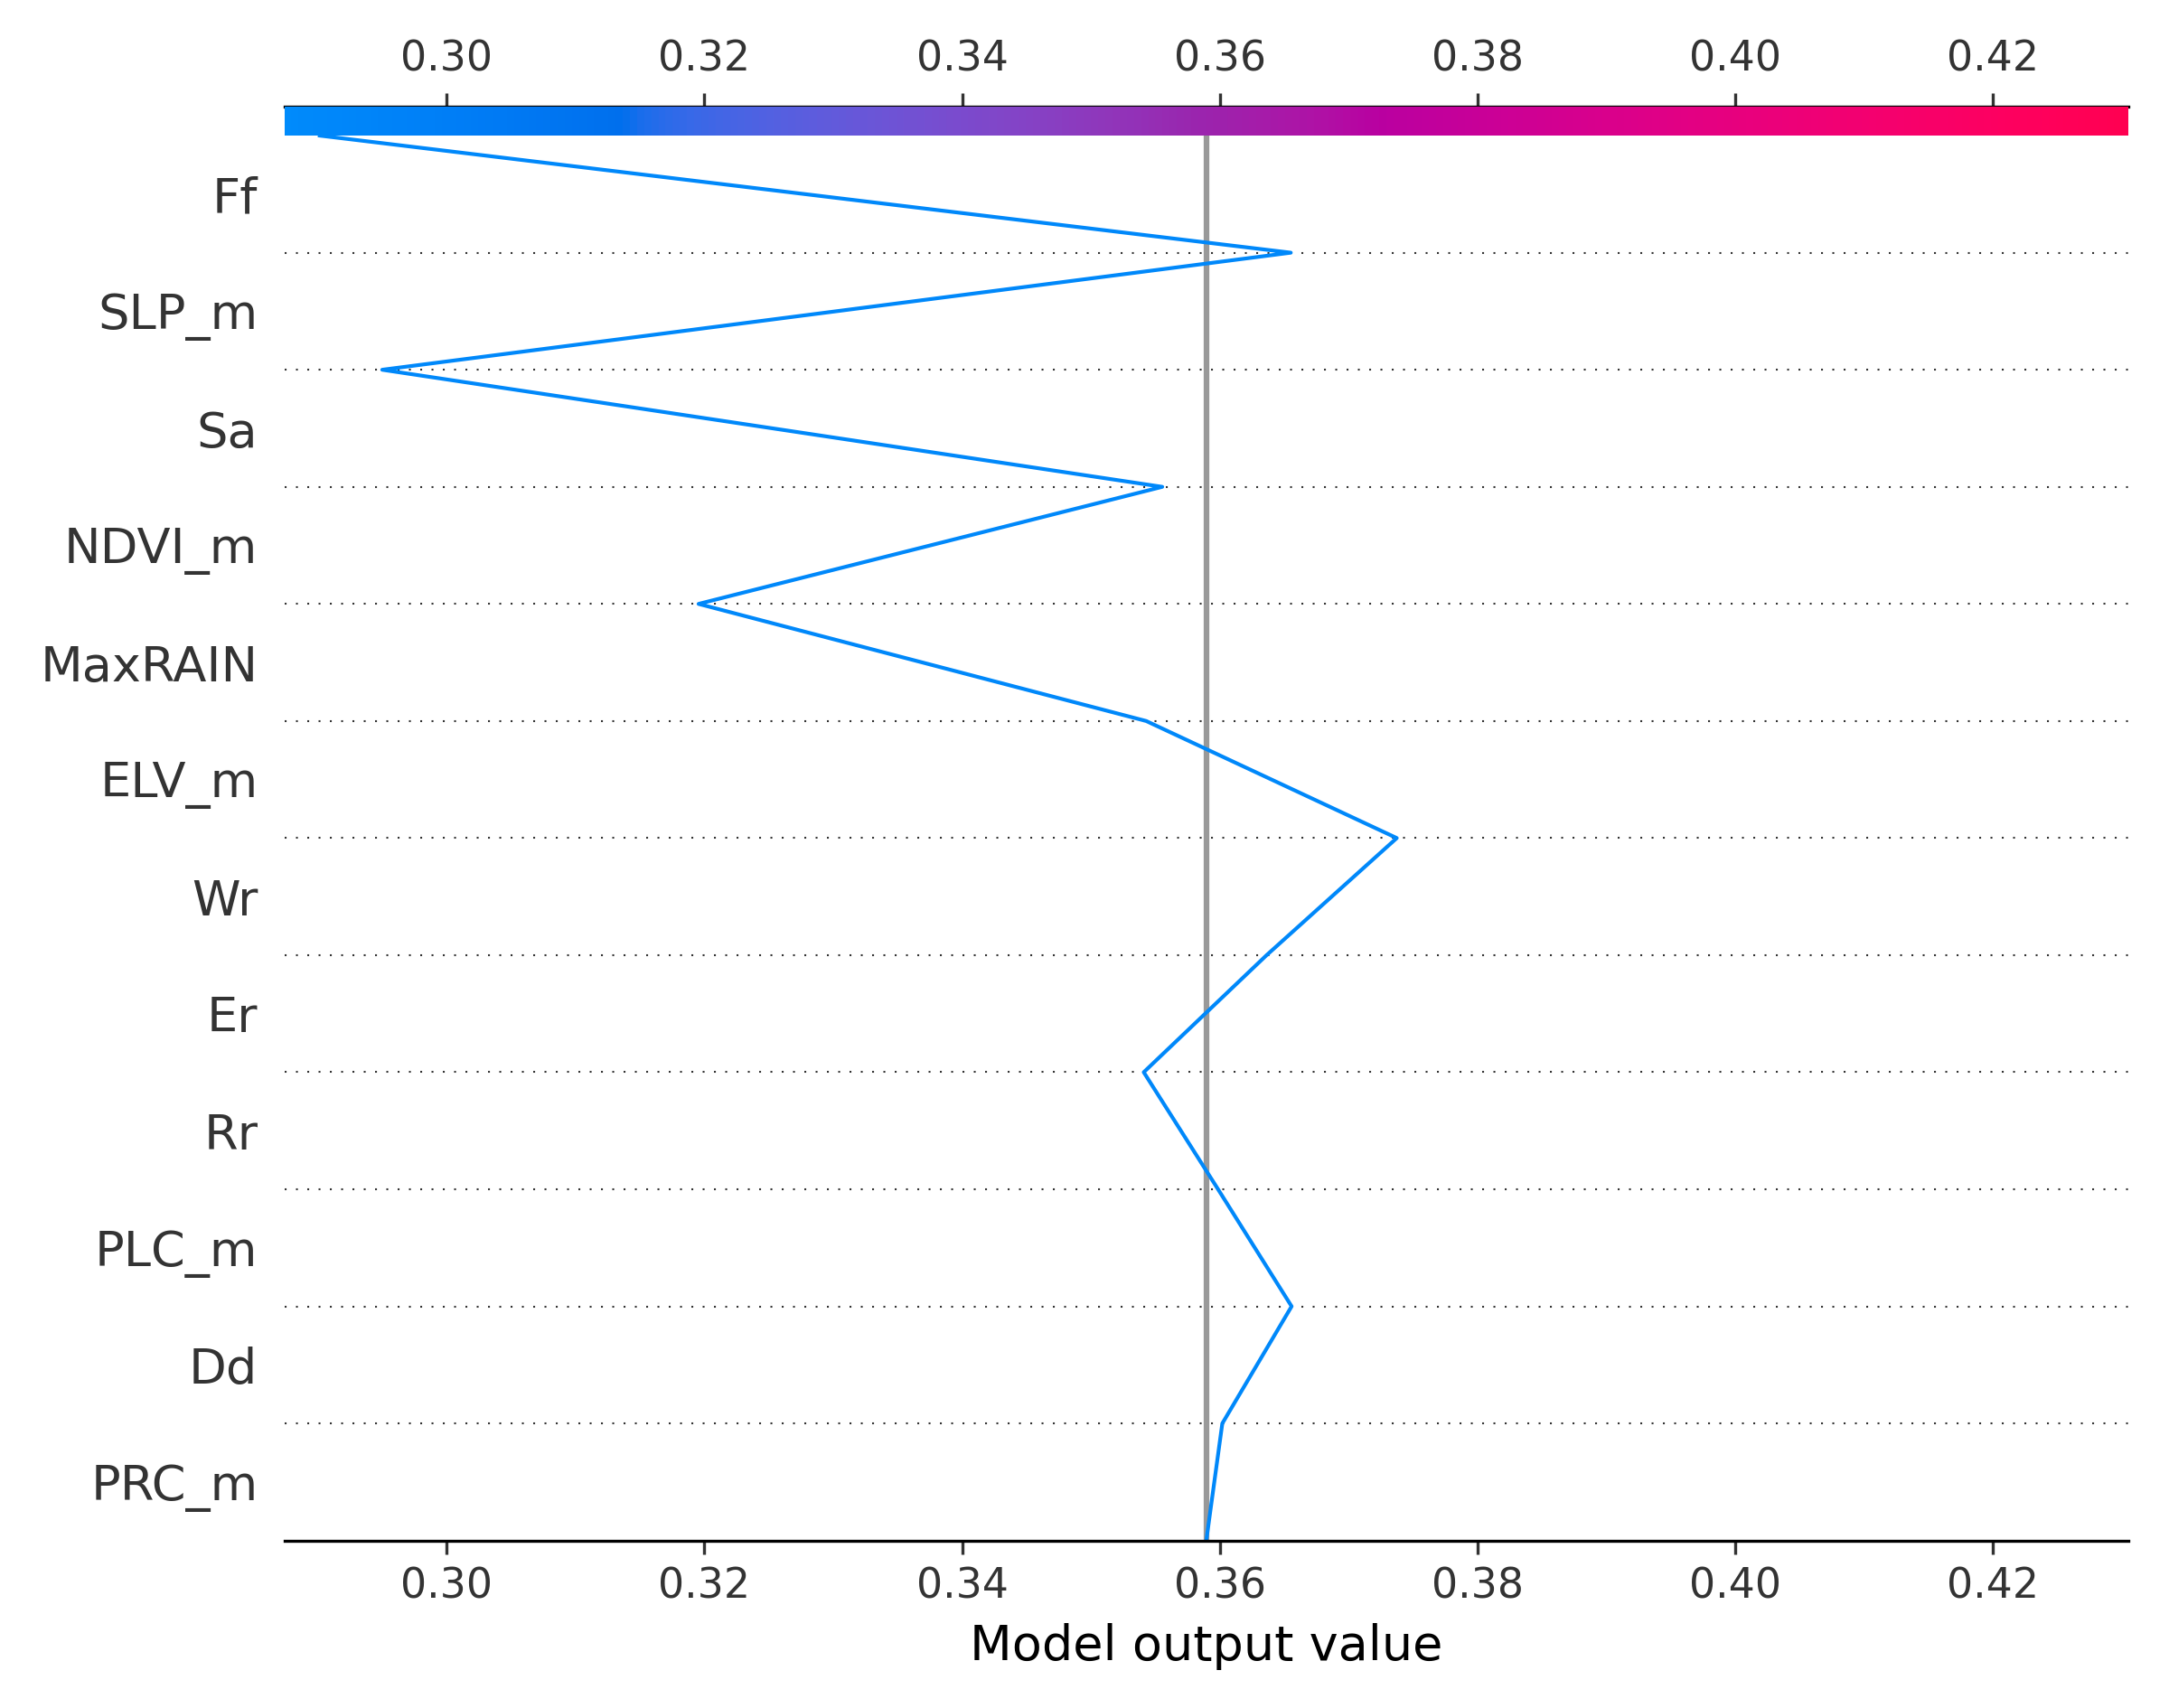 0.30 0.32 0.34 0.36 0.38 0.40 0.42
Ff
SLP_m
Sa
NDVI_m
MaxRAIN
ELV_m
Wr
Er
Rr
PLC_m
Dd
PRC_m
0.30 0.32 0.34 0.36 0.38 0.40 0.42
Model output value